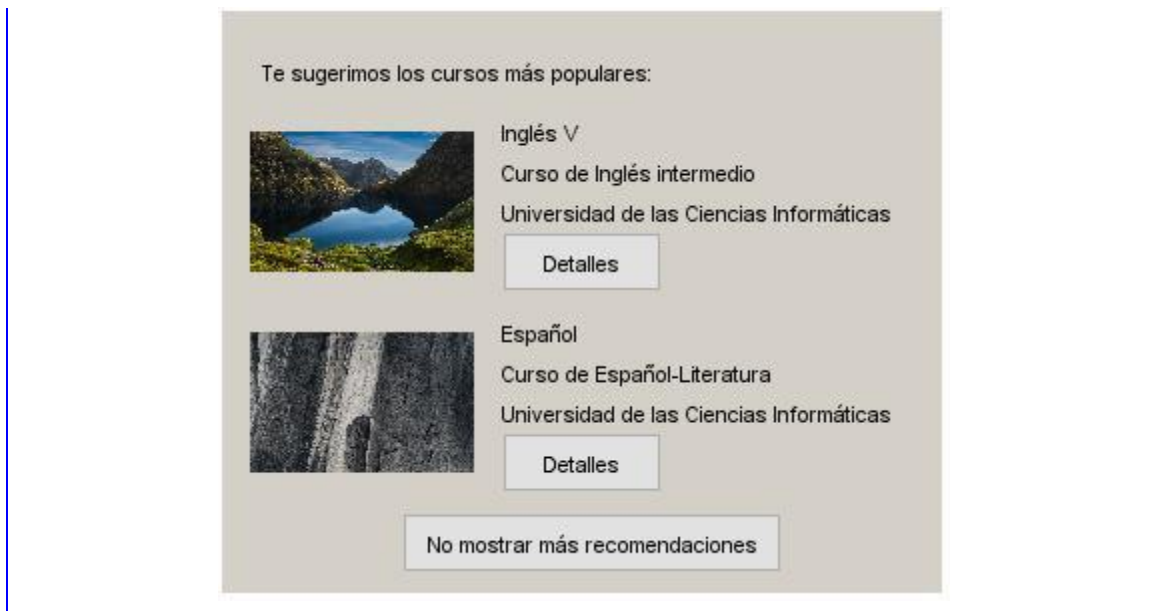 Te sugerimos los cursos más populares:
Inglés V
Curso de Inglés intermedio
Universidad de las Ciencias Informáticas
Detalles
Español
Curso de Español-Literatura
Universidad de las Ciencias Informáticas
Detalles
No mostrar más recomendaciones